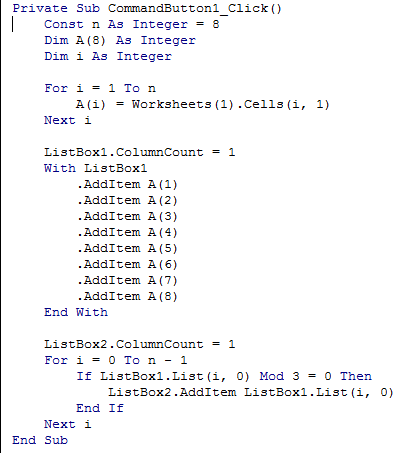 Private Sub CommandButton1_Click()
    Const n As Integer = 8
    Dim A(8) As Integer
    Dim i As Integer

    For i = 1 To n
        A(i) = Worksheets(1).Cells(i, 1)
    Next i

    ListBox1.ColumnCount = 1
    With ListBox1
        .AddItem A(1)
        .AddItem A(2)
        .AddItem A(3)
        .AddItem A(4)
        .AddItem A(5)
        .AddItem A(6)
        .AddItem A(7)
        .AddItem A(8)
    End With

    ListBox2.ColumnCount = 1
    For i = 0 To n - 1
        If ListBox1.List(i, 0) Mod 3 = 0 Then
            ListBox2.AddItem ListBox1.List(i, 0)
        End If
    Next i
End Sub